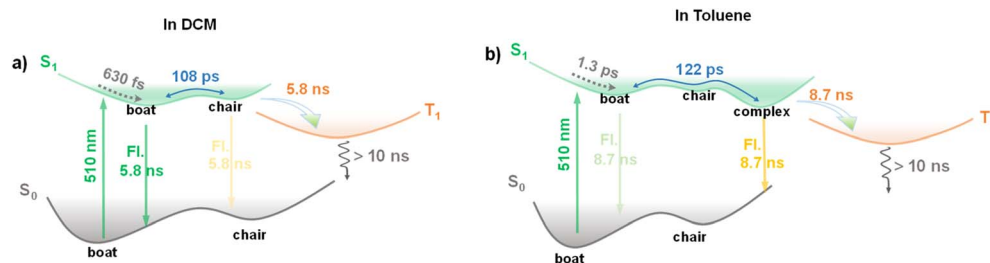 In DCM
a)
S1
630 fs
108 ps
boat
chair
5.8 ns
T1
510 nm
Fl.
5.8 ns
Fl.
5.8 ns
> 10 ns
S0
boat
chair
In Toluene
b)
S1
1.3 ps
122 ps
boat
chair
complex
8.7 ns
T
510 nm
Fl.
8.7 ns
Fl.
8.7 ns
> 10 ns
S0
boat
chair